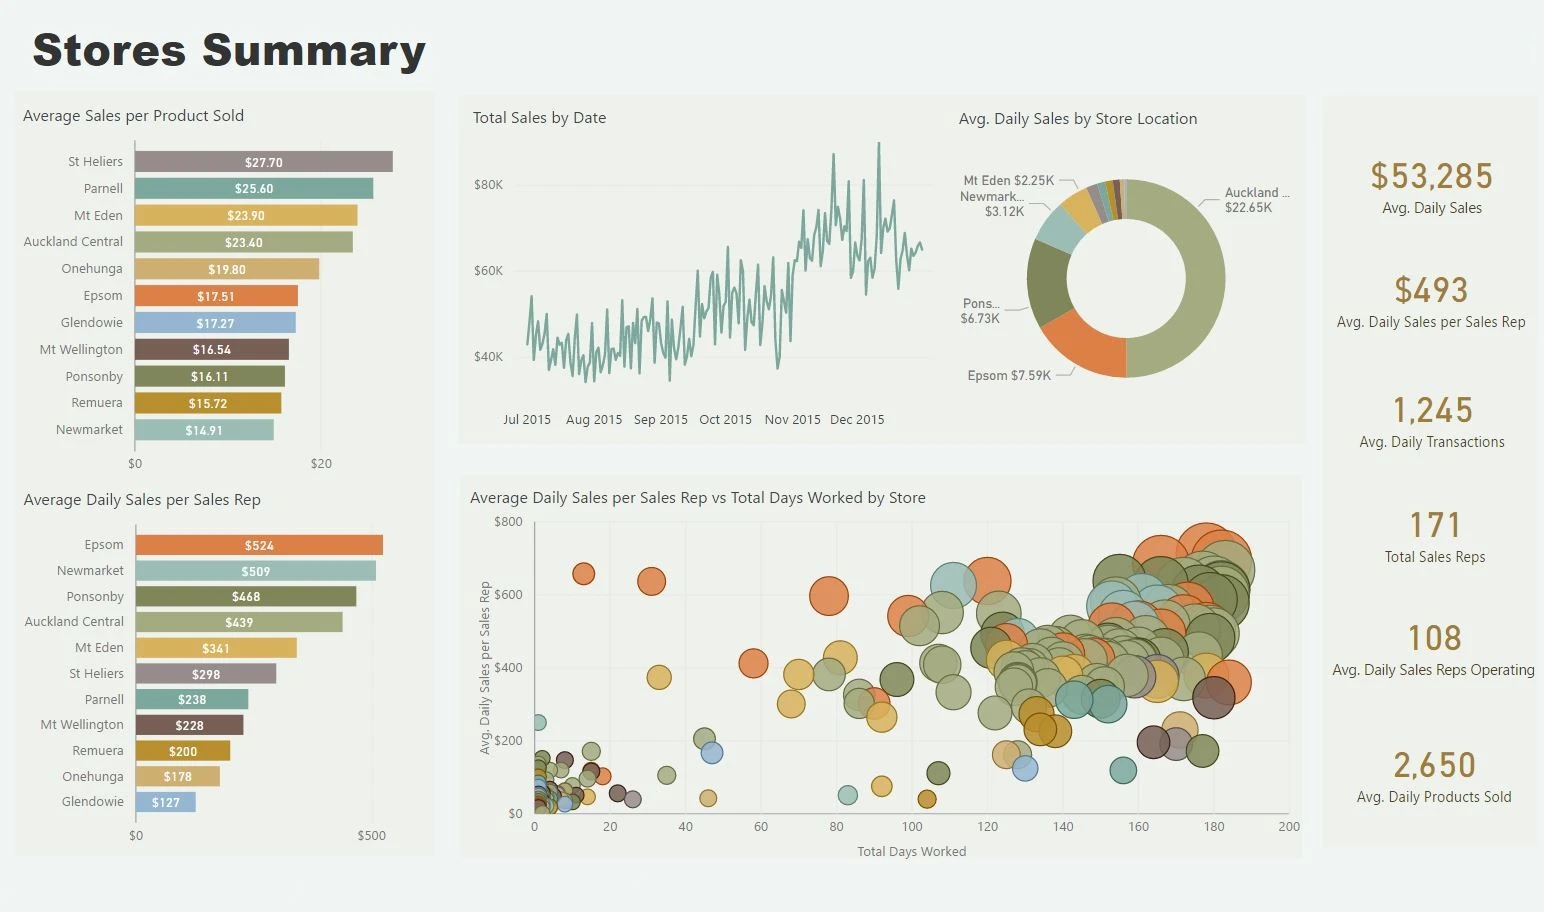 Stores Summary
Average Sales per Product Sold
St Heliers $27.70
Parnell $25.60
Mt Eden $23.90
Auckland Central $23.40
Onehunga $19.80
Epsom $17.51
Glendowie $17.27
Mt Wellington $16.54
Ponsonby $16.11
Remuera $15.72
Newmarket $14.91
$0 $20
Average Daily Sales per Sales Rep
Epsom $524
Newmarket $509
Ponsonby $468
Auckland Central $439
Mt Eden $341
St Heliers $298
Parnell $238
Mt Wellington $228
Remuera $200
Onehunga $178
Glendowie $127
$0 $500
Total Sales by Date
$80K
$60K
$40K
Jul 2015 Aug 2015 Sep 2015 Oct 2015 Nov 2015 Dec 2015
Avg. Daily Sales by Store Location
Mt Eden $2.25K
Newmark...
$3.12K
Auckland ...
$22.65K
Pons...
$6.73K
Epsom $7.59K
Average Daily Sales per Sales Rep vs Total Days Worked by Store
Avg. Daily Sales per Sales Rep
$800
$600
$400
$200
$0
0 20 40 60 80 100 120 140 160 180 200
Total Days Worked
$53,285
Avg. Daily Sales
$493
Avg. Daily Sales per Sales Rep
1,245
Avg. Daily Transactions
171
Total Sales Reps
108
Avg. Daily Sales Reps Operating
2,650
Avg. Daily Products Sold